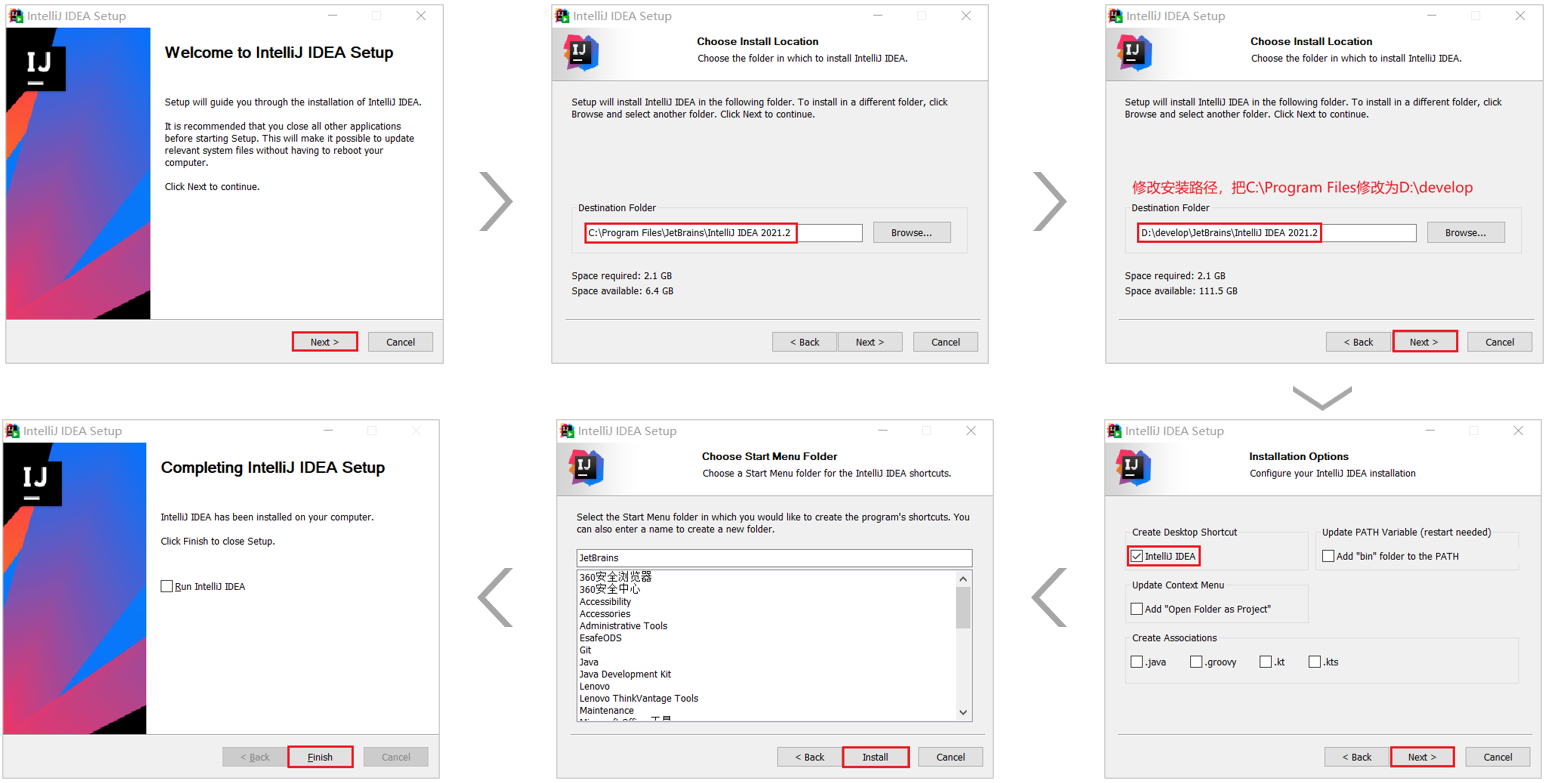 IntelliJ IDEA Setup
IJ
Welcome to IntelliJ IDEA Setup
Setup will guide you through the installation of IntelliJ IDEA.
It is recommended that you close all other applications
before starting Setup. This will make it possible to update
relevant system files without having to reboot your
computer.
Click Next to continue.
Next >
Cancel
IntelliJ IDEA Setup
IJ
Choose Install Location
Choose the folder in which to install IntelliJ IDEA.
Setup will install IntelliJ IDEA in the following folder. To install in a different folder, click
Browse and select another folder. Click Next to continue.
Destination Folder
C:\Program Files\JetBrains\IntelliJ IDEA 2021.2
Browse...
Space required: 2.1 GB
Space available: 6.4 GB
< Back
Next >
Cancel
IntelliJ IDEA Setup
IJ
Choose Install Location
Choose the folder in which to install IntelliJ IDEA.
Setup will install IntelliJ IDEA in the following folder. To install in a different folder, click
Browse and select another folder. Click Next to continue.
修改安装路径，把C:\Program Files修改为D:\develop
Destination Folder
D:\develop\JetBrains\IntelliJ IDEA 2021.2
Browse...
Space required: 2.1 GB
Space available: 111.5 GB
< Back
Next >
Cancel
IntelliJ IDEA Setup
IJ
Installation Options
Configure your IntelliJ IDEA installation
Create Desktop Shortcut
IntelliJ IDEA
Update PATH Variable (restart needed)
Add "bin" folder to the PATH
Update Context Menu
Add "Open Folder as Project"
Create Associations
.java
.groovy
.kt
.kts
< Back
Next >
Cancel
IntelliJ IDEA Setup
IJ
Choose Start Menu Folder
Choose a Start Menu folder for the IntelliJ IDEA shortcuts.
Select the Start Menu folder in which you would like to create the program's shortcuts. You
can also enter a name to create a new folder.
JetBrains
360安全浏览器
360安全中心
Accessibility
Accessories
Administrative Tools
EsafeODS
Git
Java
Java Development Kit
Lenovo
Lenovo ThinkVantage Tools
Maintenance
Microsoft Office 工具
< Back
Install
Cancel
IntelliJ IDEA Setup
IJ
Completing IntelliJ IDEA Setup
IntelliJ IDEA has been installed on your computer.
Click Finish to close Setup.
Run IntelliJ IDEA
< Back
Finish
Cancel